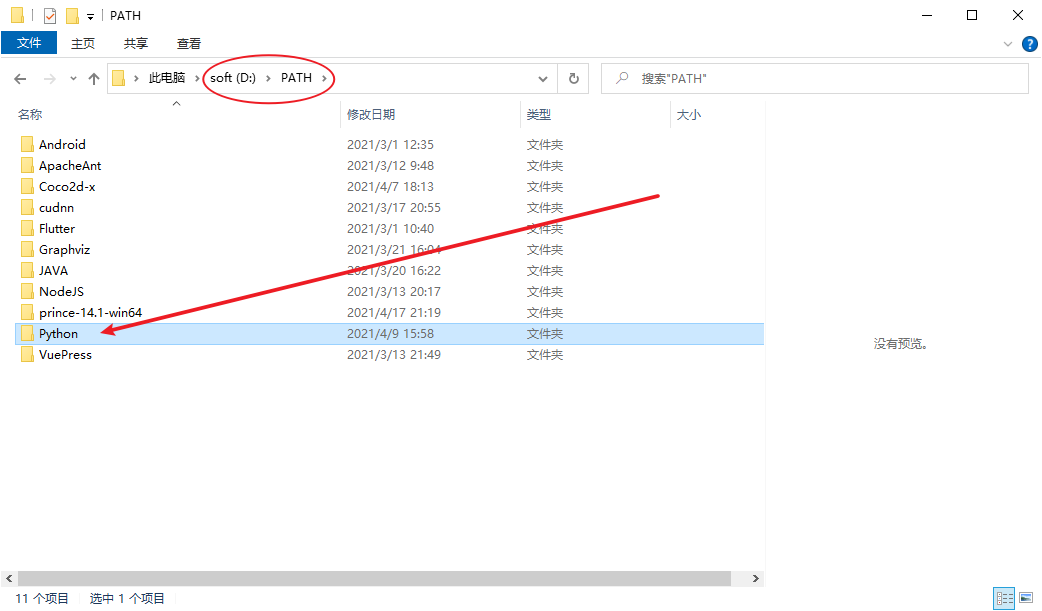 PATH
文件 主页 共享 查看
此电脑 soft (D:) PATH 搜索"PATH"
名称 修改日期 类型 大小
Android 2021/3/1 12:35 文件夹
ApacheAnt 2021/3/12 9:48 文件夹
Coco2d-x 2021/4/7 18:13 文件夹
cudnn 2021/3/17 20:55 文件夹
Flutter 2021/3/1 10:40 文件夹
Graphviz 2021/3/21 16:04 文件夹
JAVA 2021/3/20 16:22 文件夹
NodeJS 2021/3/13 20:17 文件夹
prince-14.1-win64 2021/4/17 21:19 文件夹
Python 2021/4/9 15:58 文件夹
VuePress 2021/3/13 21:49 文件夹
没有预览。
11 个项目 选中 1 个项目